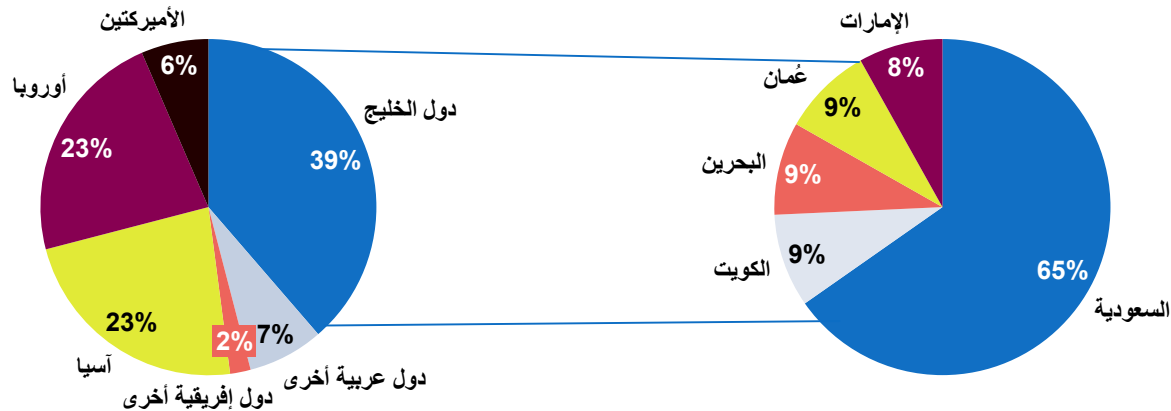 الأميركتين
6%
أوروبا
23%
دول الخليج
39%
آسيا
23%
2%
7%
دول إفريقية أخرى
دول عربية أخرى
الإمارات
8%
عُمان
9%
البحرين
9%
الكويت
9%
السعودية
65%